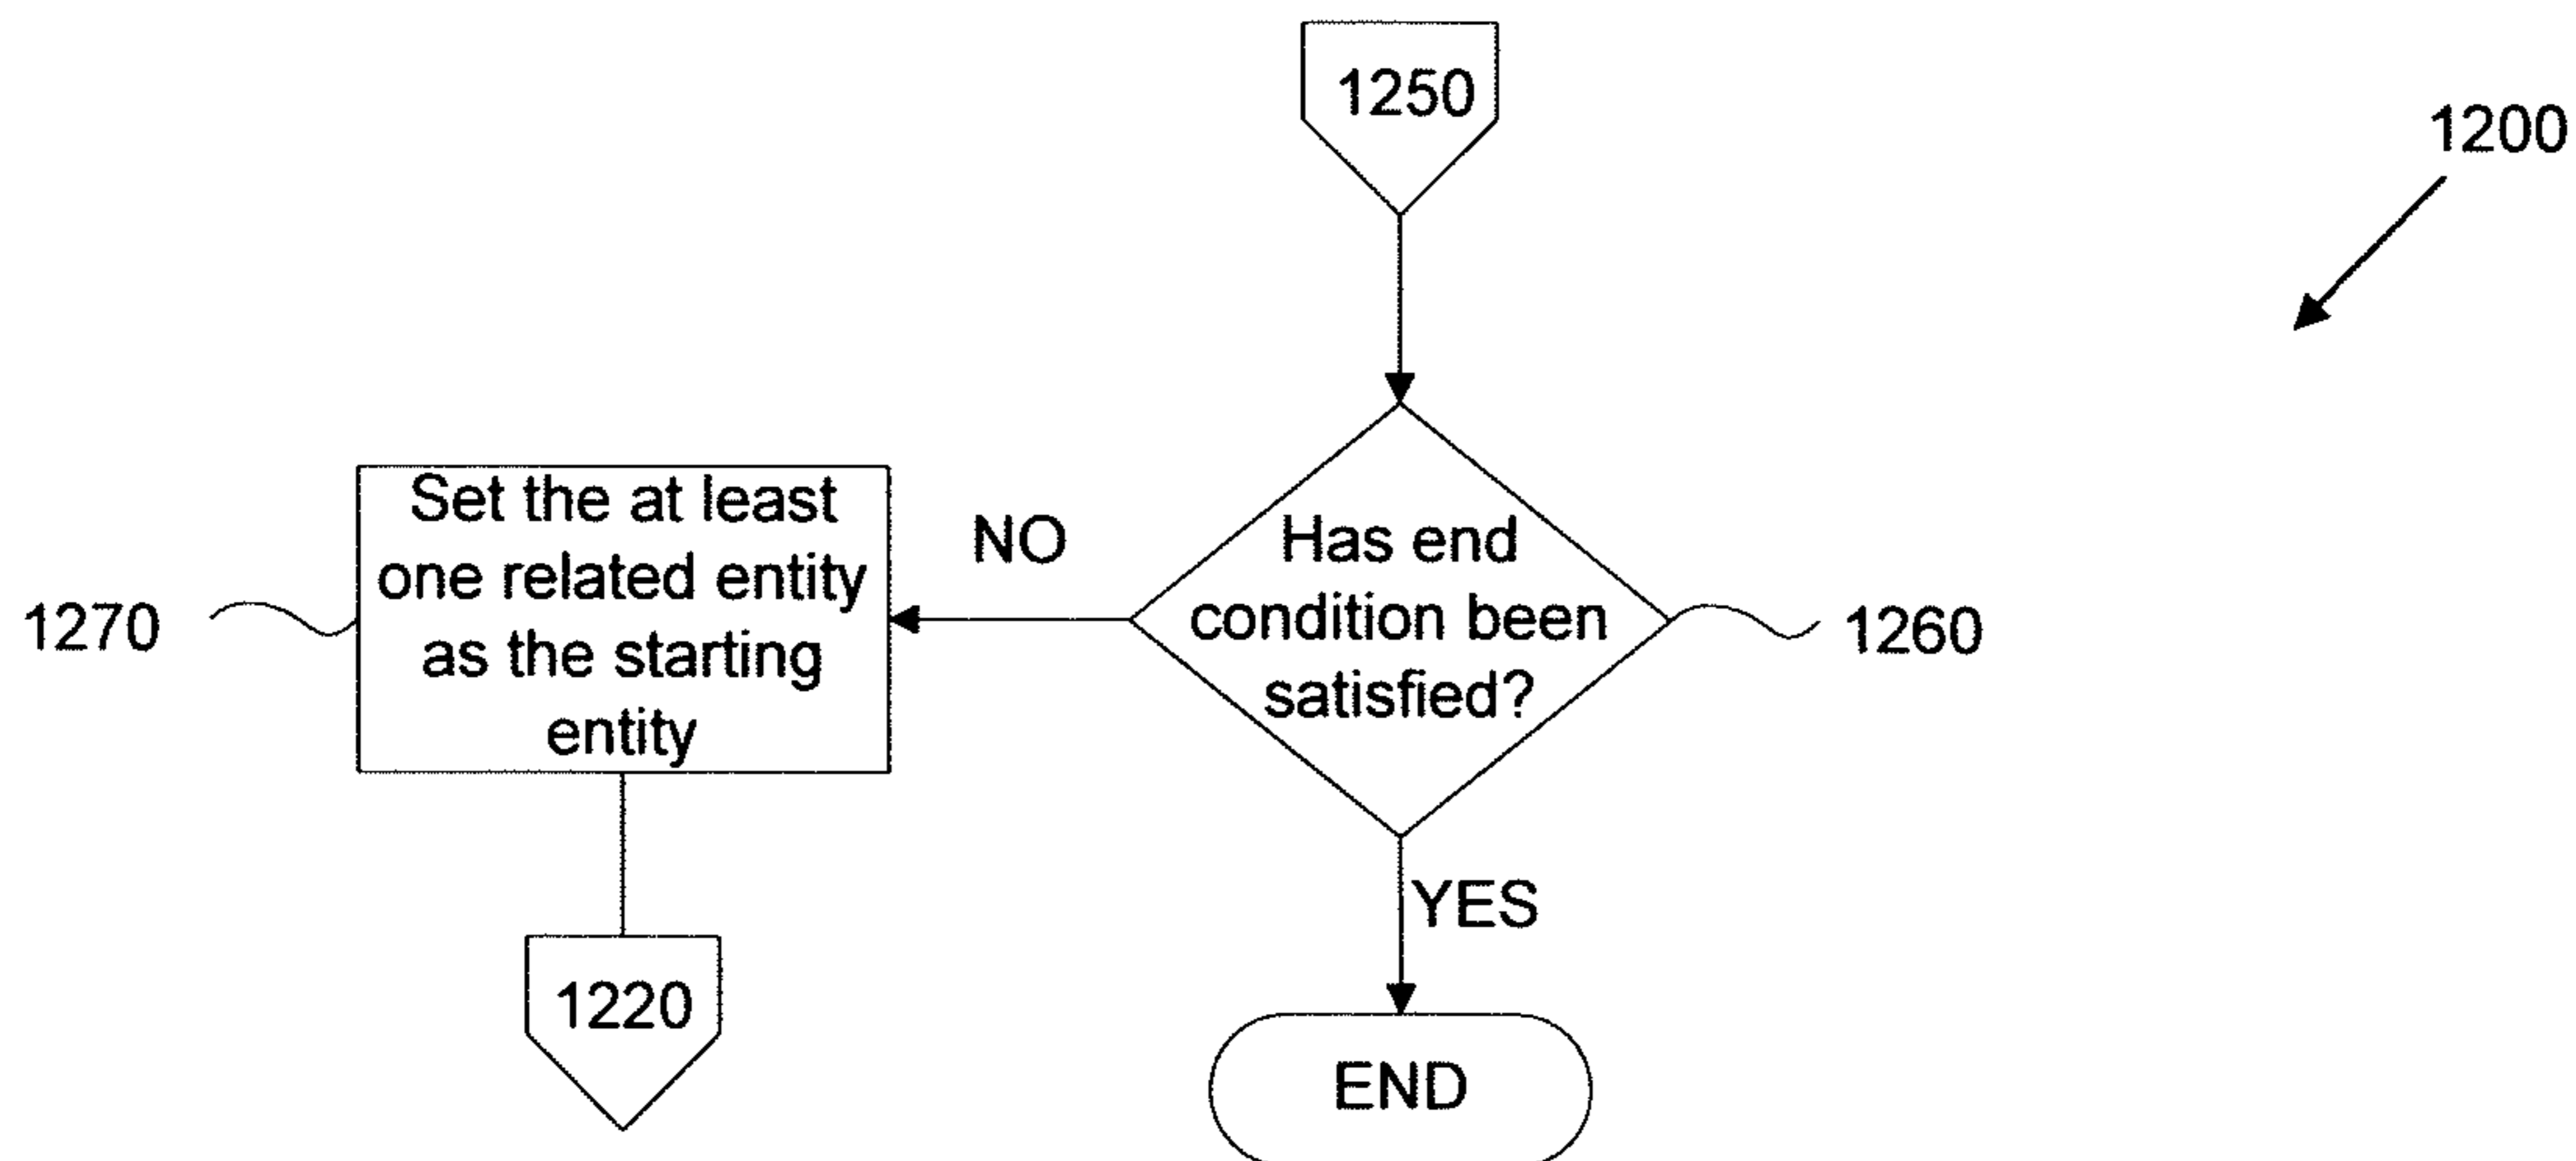 1250
1200
Set the at least
one related entity
as the starting
entity
NO
Has end
condition been
satisfied?
1270
1260
YES
1220
END